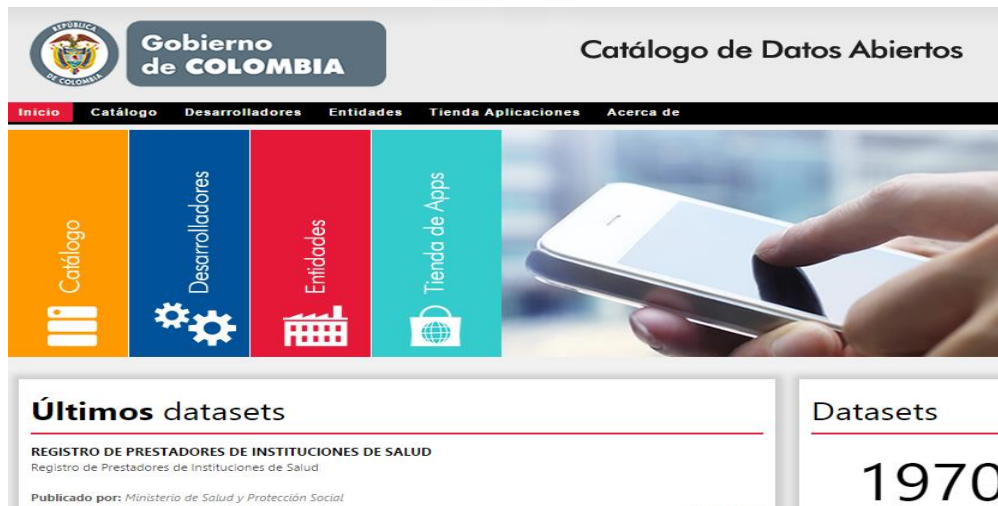 REPÚBLICA
DE COLOMBIA
Gobierno
de COLOMBIA
Catálogo de Datos Abiertos
Inicio Catálogo Desarrolladores Entidades Tienda Aplicaciones Acerca de
Catálogo
Desarrolladores
Entidades
Tienda de Apps
Últimos datasets
REGISTRO DE PRESTADORES DE INSTITUCIONES DE SALUD
Registro de Prestadores de Instituciones de Salud
Publicado por: Ministerio de Salud y Protección Social
Datasets
1970